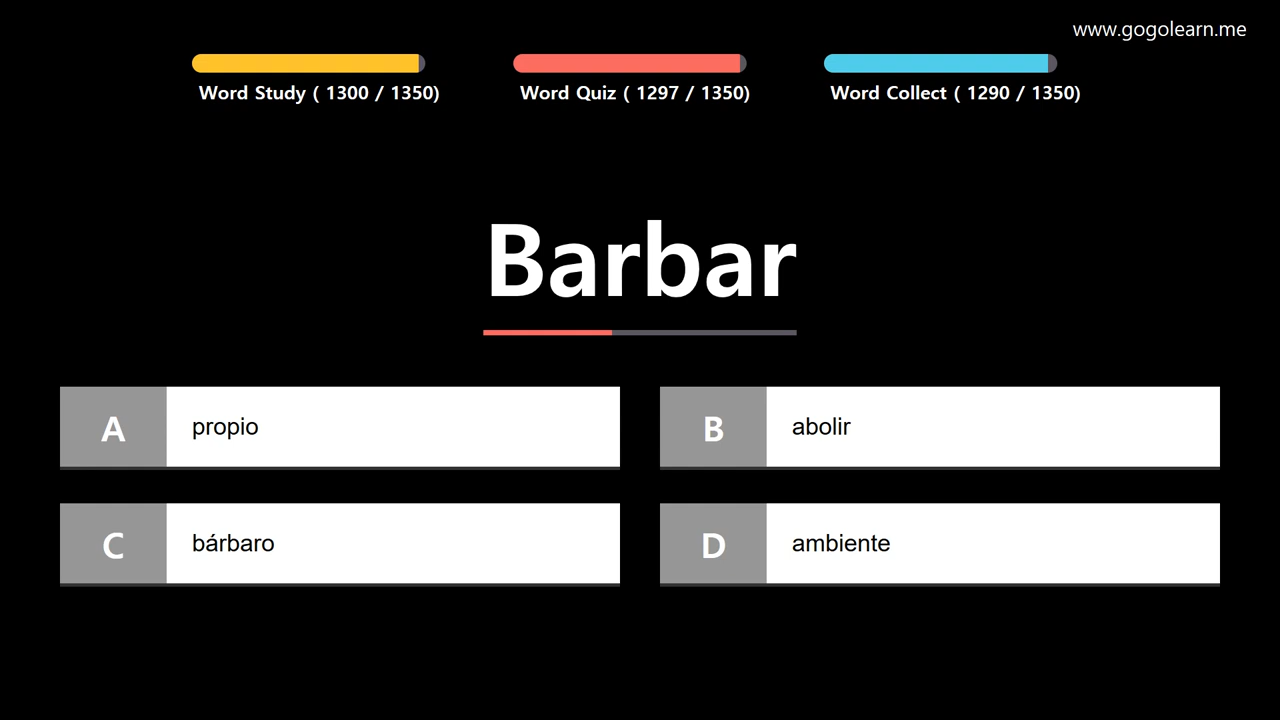 www.gogolearn.me
Word Study ( 1300 / 1350)
Word Quiz ( 1297 / 1350)
Word Collect ( 1290 / 1350)
Barbar
A propio
B abolir
C bárbaro
D ambiente